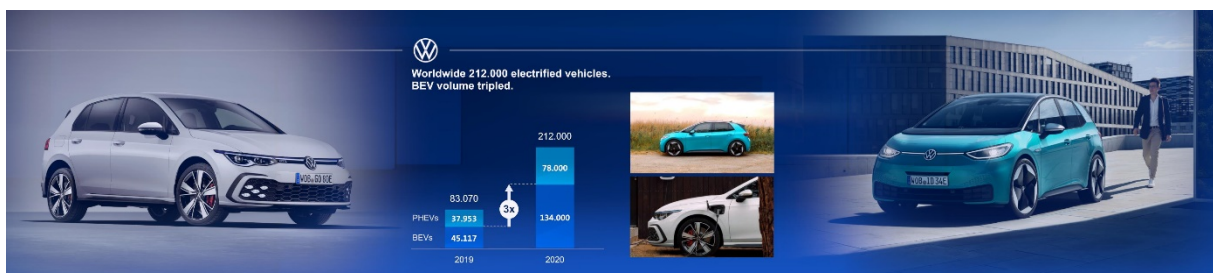 Worldwide 212.000 electrified vehicles.
BEV volume tripled.
212.000
78.000
83.070
3x
PHEVs 37.953
134.000
BEVs 45.117
2019 2020
WOB GO 80E
WOB ID 34E